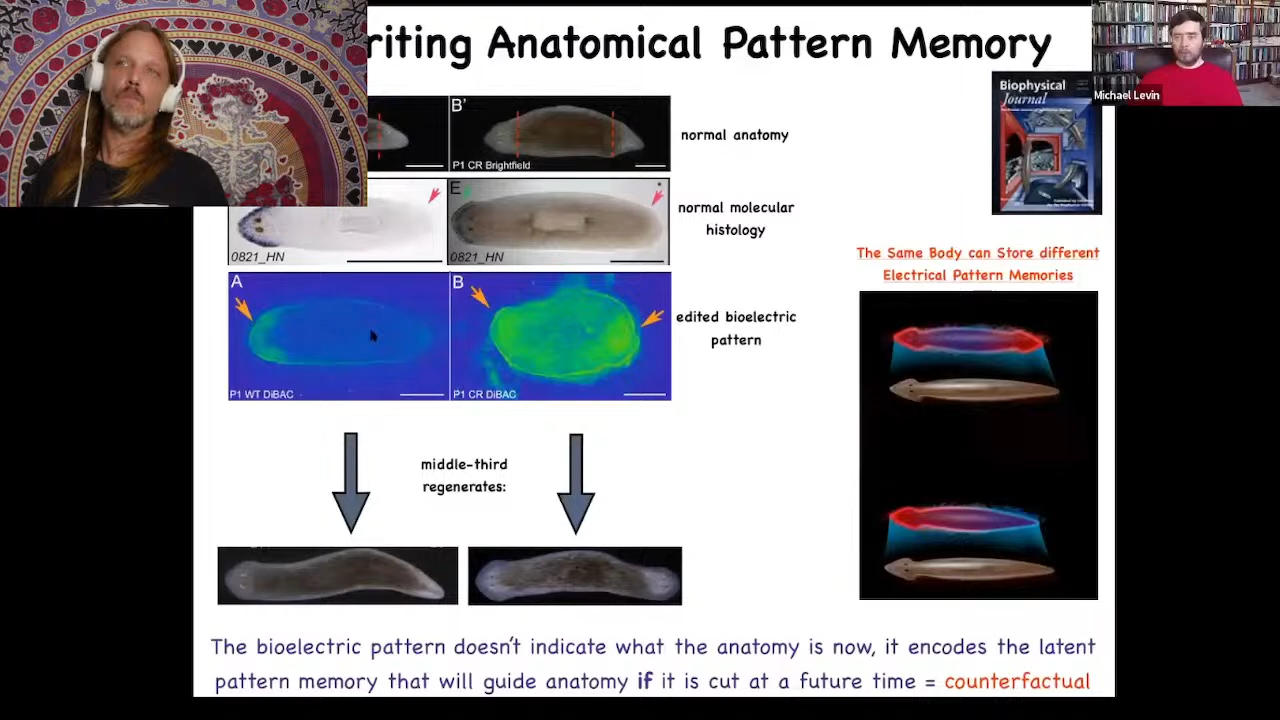 riting Anatomical Pattern Memory
Michael Levin
Biophysical
Journal
B'
P1 CR Brightfield
normal anatomy
E
0821_HN
0821_HN
normal molecular
histology
The Same Body can Store different
Electrical Pattern Memories
A
B
P1 WT DiBAC
P1 CR DiBAC
edited bioelectric
pattern
middle-third
regenerates:
The bioelectric pattern doesn't indicate what the anatomy is now, it encodes the latent
pattern memory that will guide anatomy if it is cut at a future time = counterfactual